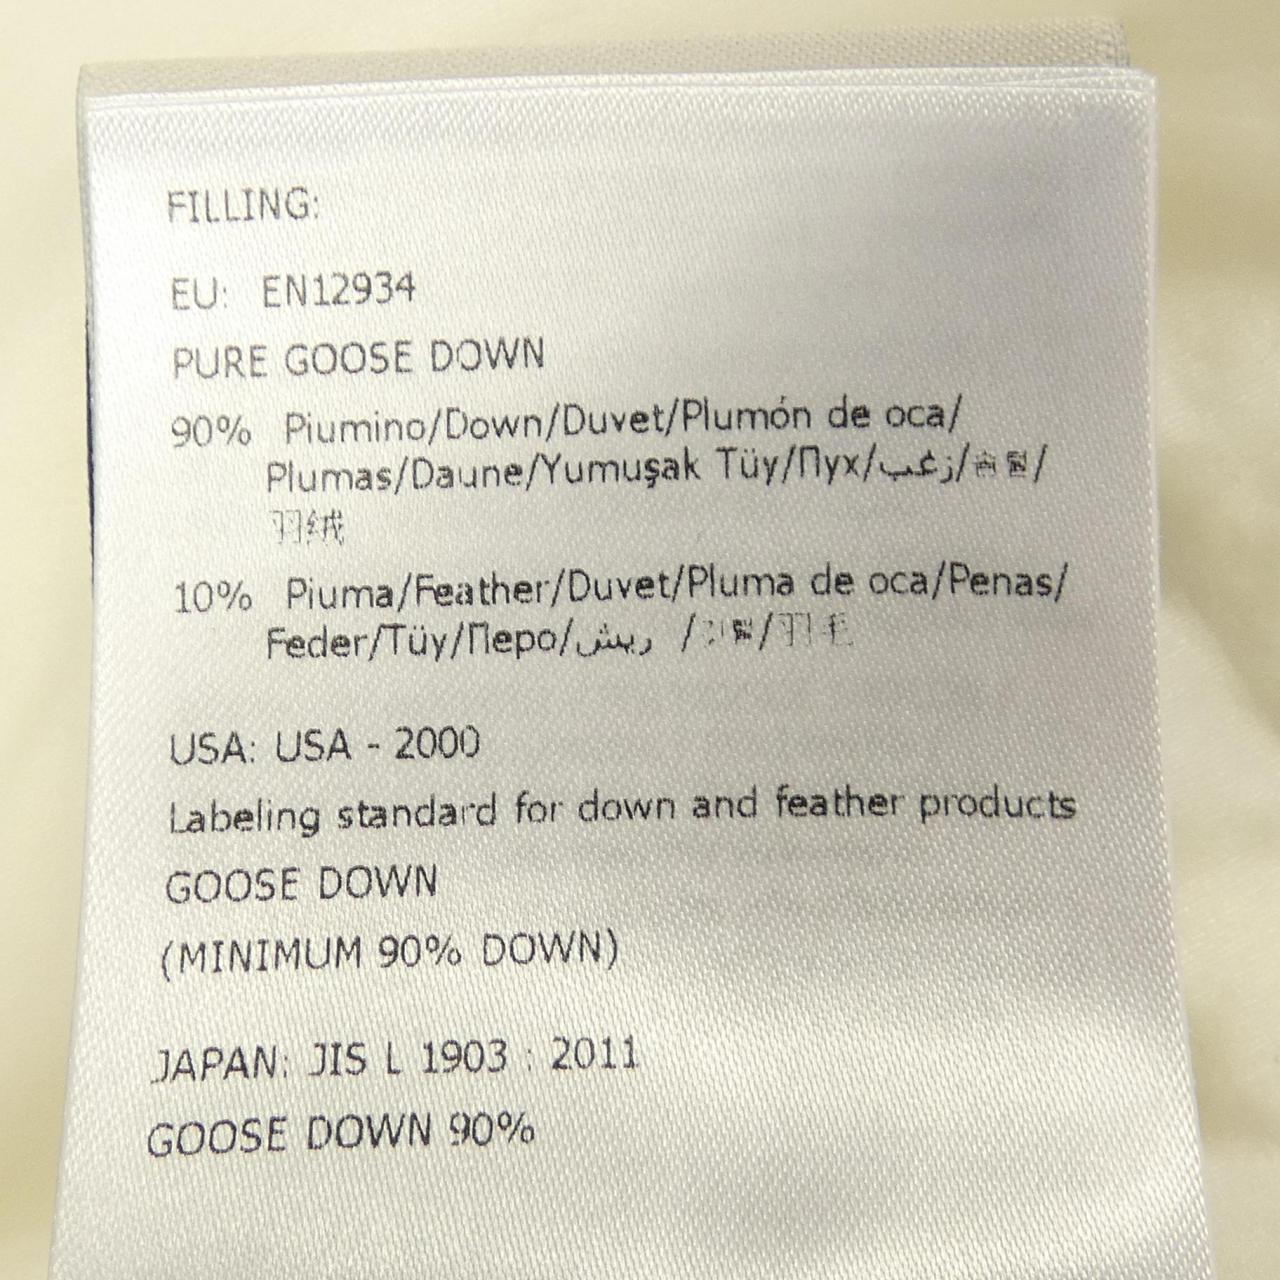 FILLING:
EU: EN12934
PURE GOOSE DOWN
90% Piumino/Down/Duvet/Plumón de oca/
Plumas/Daune/Yumuşak Tüy/Пух/زغب/솜털/
羽绒
10% Piuma/Feather/Duvet/Pluma de oca/Penas/
Feder/Tüy/Перо/ريش /깃털/羽毛
USA: USA - 2000
Labeling standard for down and feather products
GOOSE DOWN
(MINIMUM 90% DOWN)
JAPAN: JIS L 1903 : 2011
GOOSE DOWN 90%